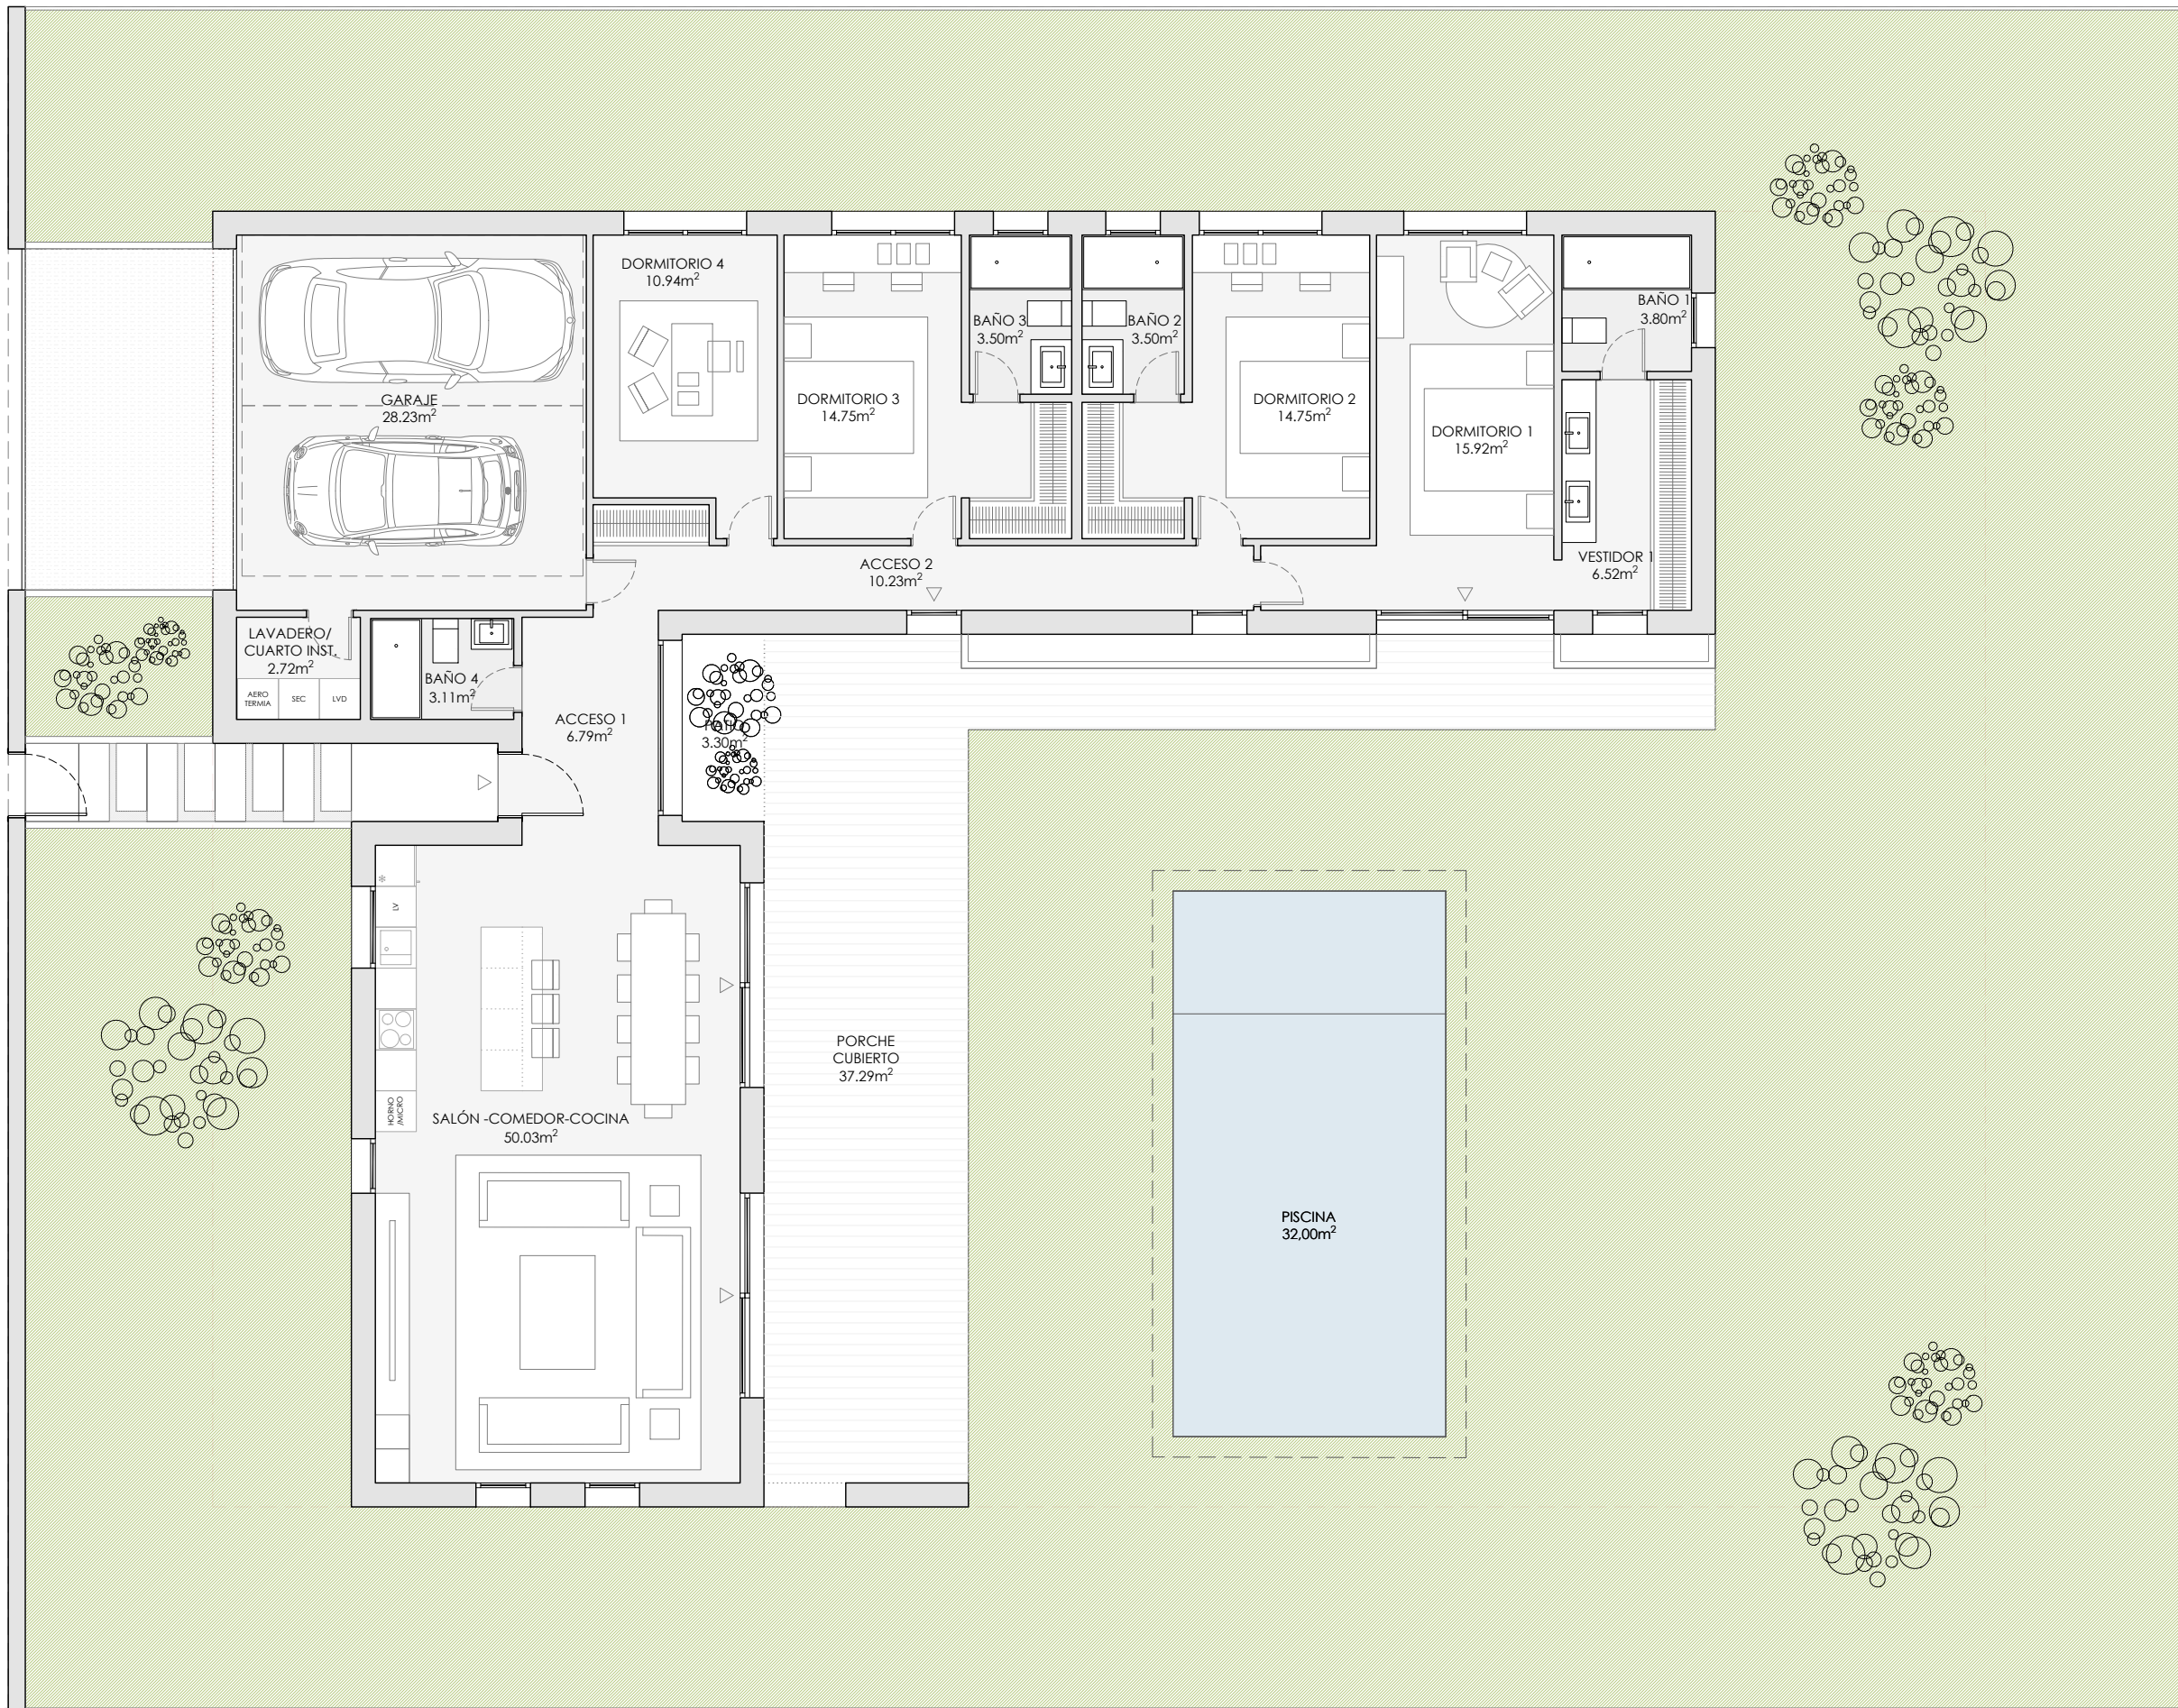 DORMITORIO 4
10.94m²
BAÑO 1
3.80m²
BAÑO 3
3.50m²
BAÑO 2
3.50m²
GARAJE
28.23m²
DORMITORIO 3
14.75m²
DORMITORIO 2
14.75m²
DORMITORIO 1
15.92m²
ACCESO 2
10.23m²
VESTIDOR 1
6.52m²
LAVADERO/
CUARTO INST.
2.72m²
AERO
TERMIA
SEC
LVD
BAÑO 4
3.11m²
ACCESO 1
6.79m²
3.30m²
LV
HORNO
/MICRO
SALÓN -COMEDOR-COCINA
50.03m²
PORCHE
CUBIERTO
37.29m²
PISCINA
32,00m²